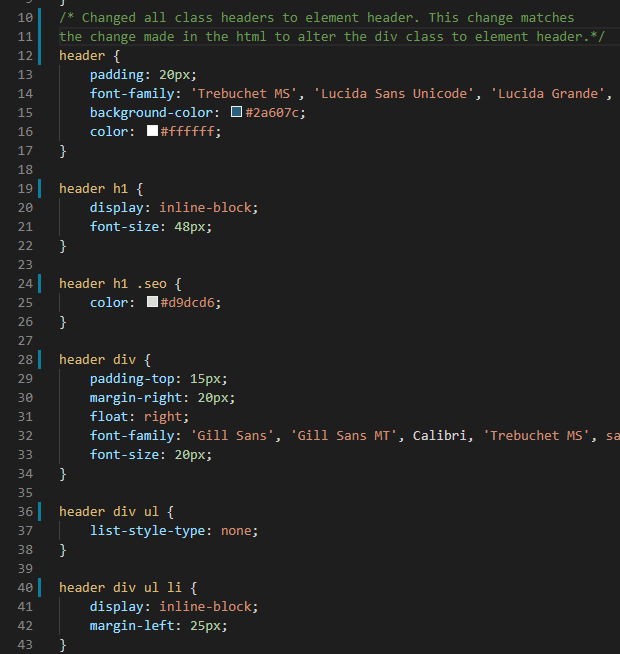 9 }
10 /* Changed all class headers to element header. This change matches
11 the change made in the html to alter the div class to element header.*/
12 header {
13 padding: 20px;
14 font-family: 'Trebuchet MS', 'Lucida Sans Unicode', 'Lucida Grande',
15 background-color: #2a607c;
16 color: #ffffff;
17 }
18
19 header h1 {
20 display: inline-block;
21 font-size: 48px;
22 }
23
24 header h1 .seo {
25 color: #d9dcd6;
26 }
27
28 header div {
29 padding-top: 15px;
30 margin-right: 20px;
31 float: right;
32 font-family: 'Gill Sans', 'Gill Sans MT', Calibri, 'Trebuchet MS', sa
33 font-size: 20px;
34 }
35
36 header div ul {
37 list-style-type: none;
38 }
39
40 header div ul li {
41 display: inline-block;
42 margin-left: 25px;
43 }